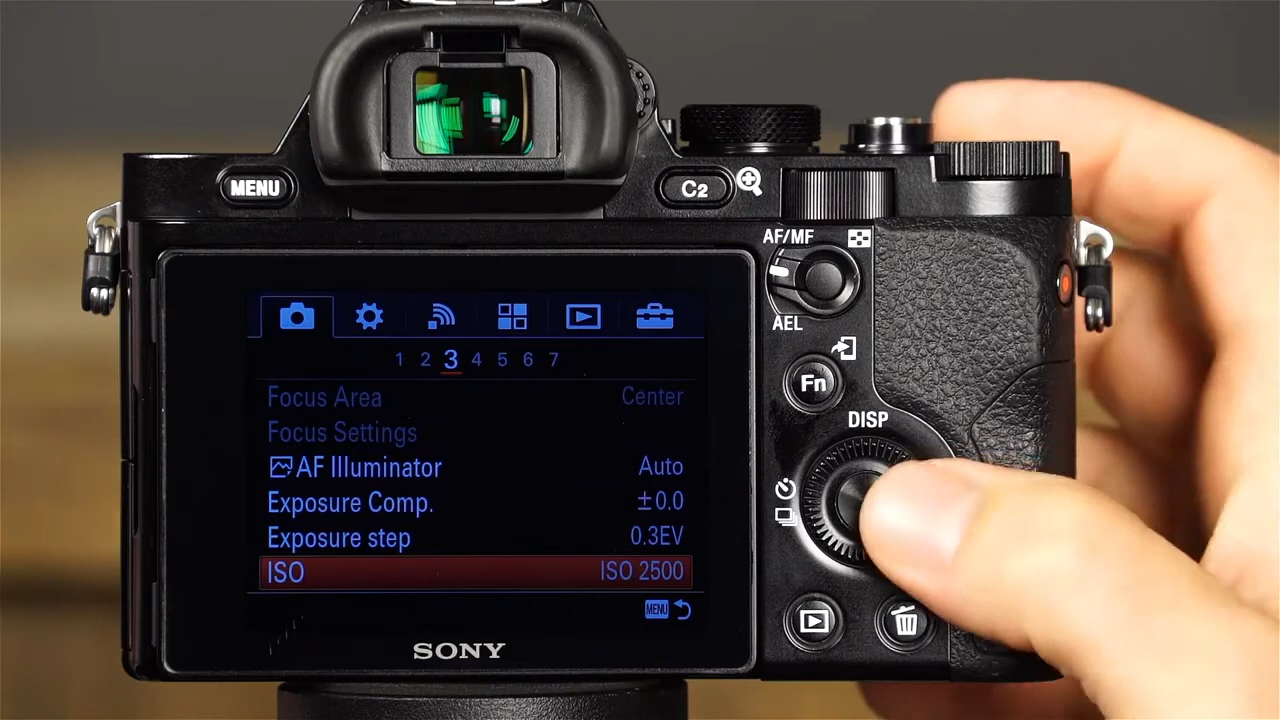 MENU
C2
AF/MF
AEL
1 2 3 4 5 6 7
Focus Area Center
Fn
Focus Settings
DISP
AF Illuminator Auto
Exposure Comp. ±0.0
Exposure step 0.3EV
ISO ISO 2500
MENU
SONY